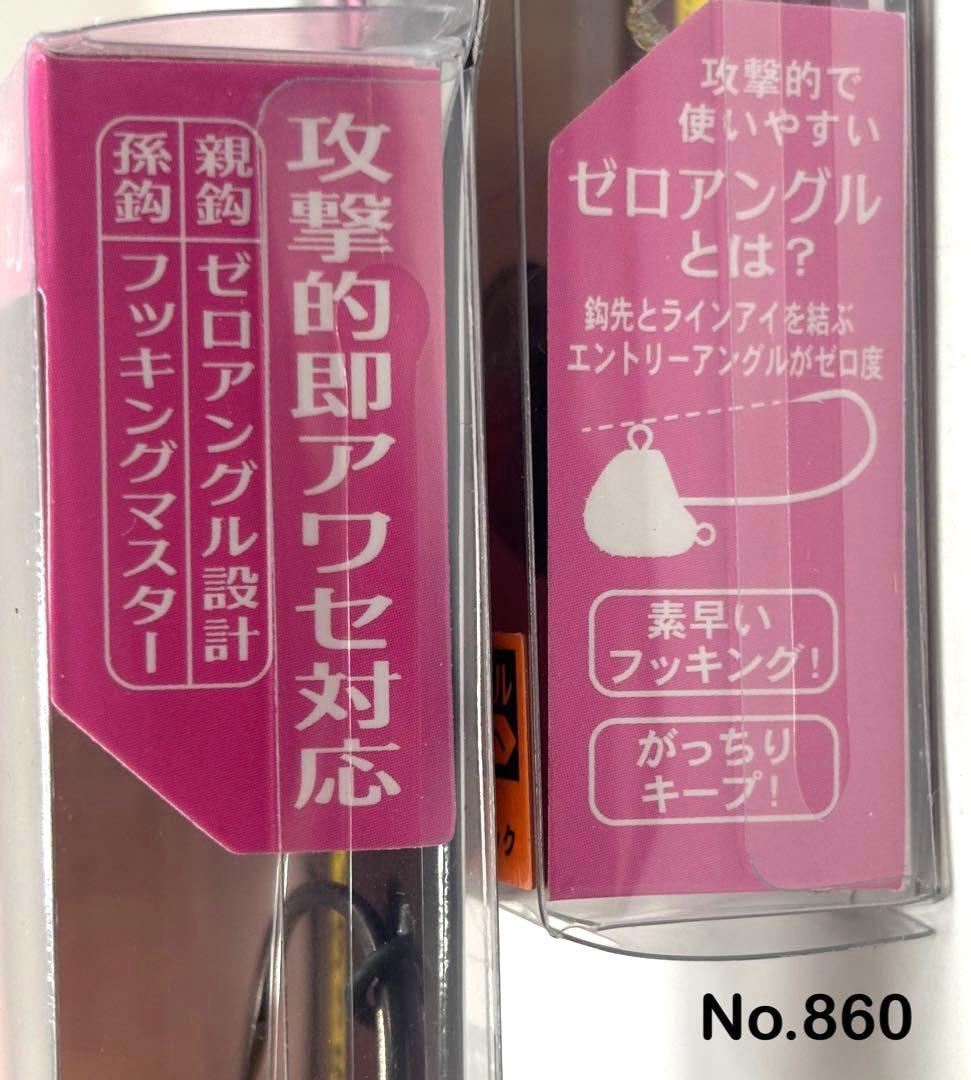 攻撃的即アワセ対応
親鈎 ゼロアングル設計
孫鈎 フッキングマスター
攻撃的で
使いやすい
ゼロアングル
とは?
鈎先とラインアイを結ぶ
エントリーアングルがゼロ度
素早い
フッキング!
がっちり
キープ!
ル
ク
No.860